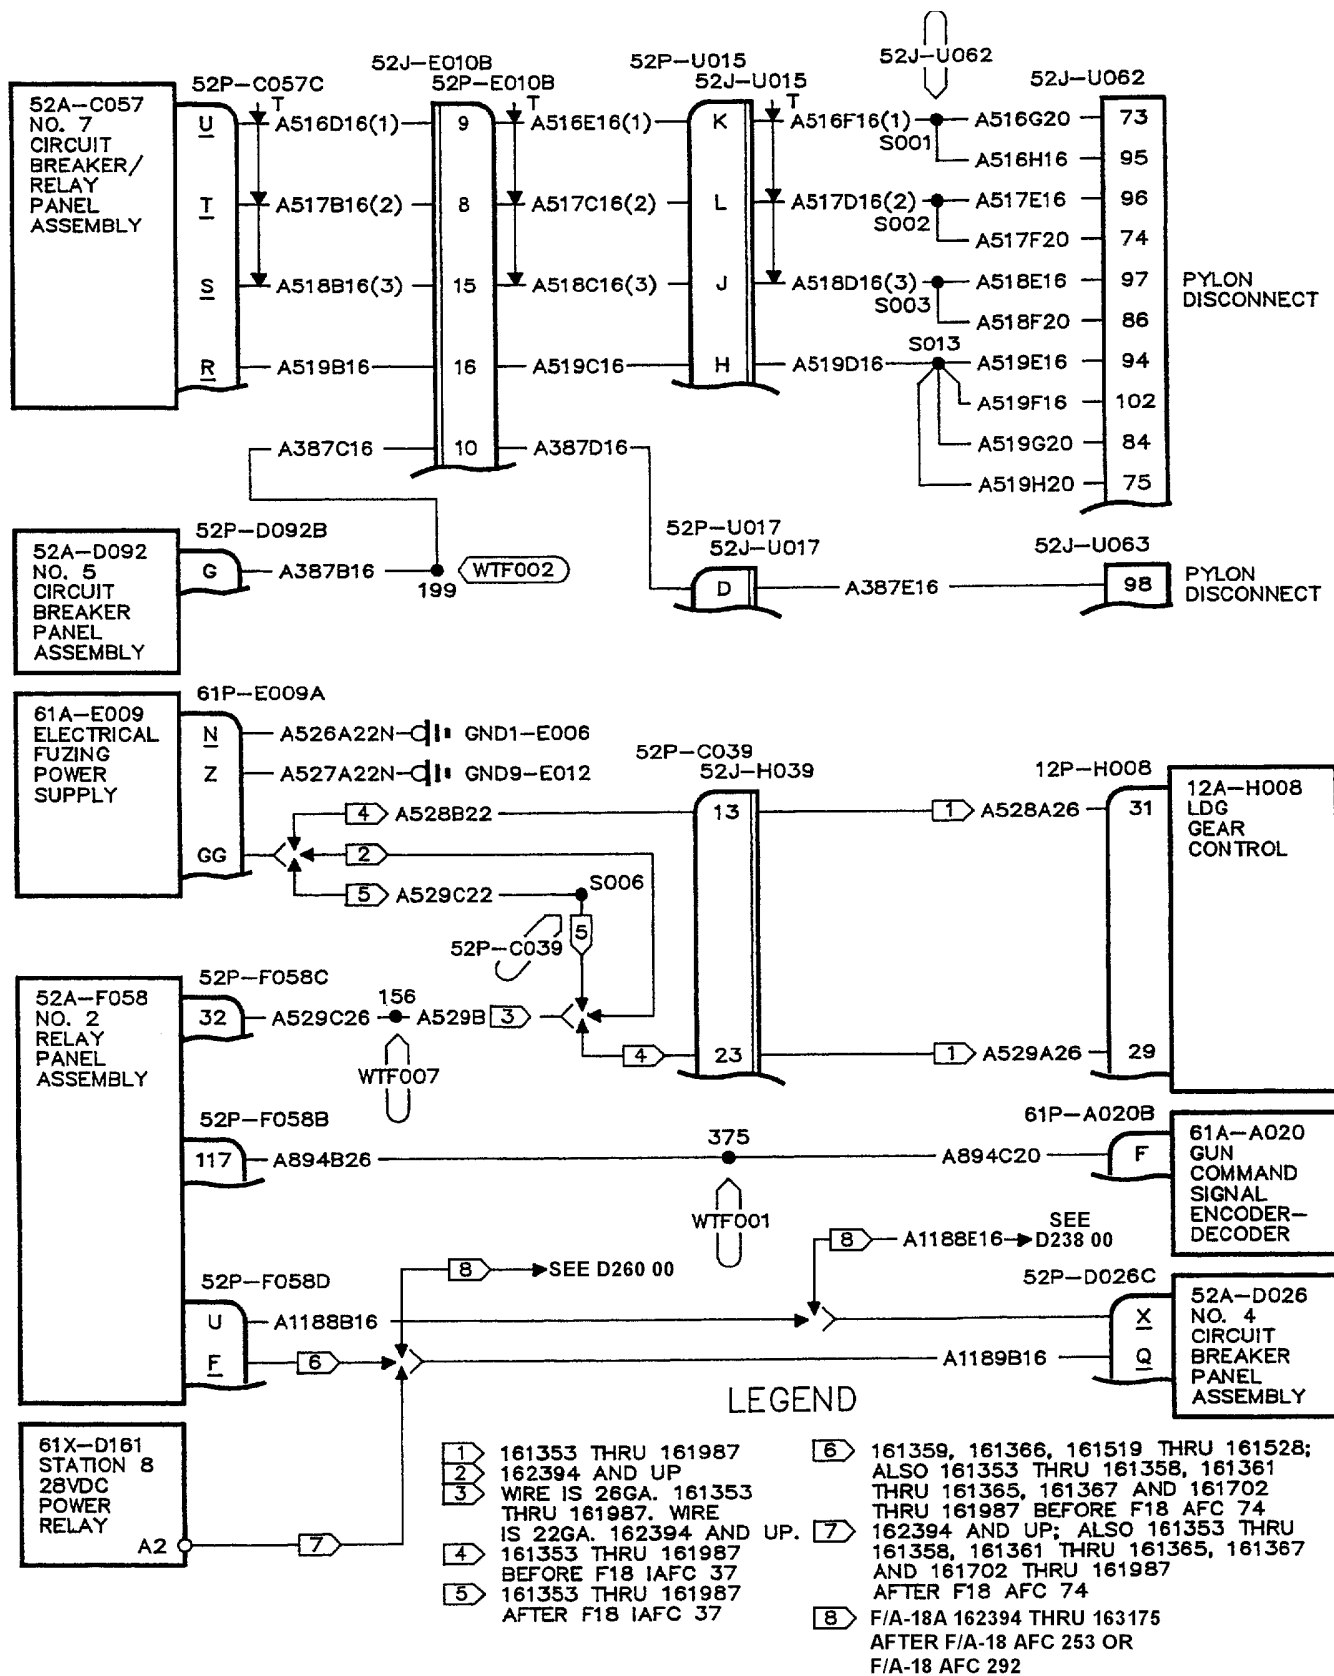 52J-U062
52J-E010B
52P-U015
52P-C057C
52P-E010B
52J-U015
52J-U062
52A-C057
NO. 7
CIRCUIT
BREAKER/
RELAY
PANEL
ASSEMBLY
T
T
T
U
A516D16(1)
9
A516E16(1)
K
A516F16(1)
S001
A516G20
73
A516H16
95
T
A517B16(2)
8
A517C16(2)
L
A517D16(2)
S002
A517E16
96
A517F20
74
S
A518B16(3)
15
A518C16(3)
J
A518D16(3)
S003
A518E16
97
A518F20
86
PYLON
DISCONNECT
S013
R
A519B16
16
A519C16
H
A519D16
A519E16
94
A519F16
102
A519G20
84
A519H20
75
A387C16
10
A387D16
52P-D092B
52A-D092
NO. 5
CIRCUIT
BREAKER
PANEL
ASSEMBLY
G
A387B16
199
WTF002
52P-U017
52J-U017
D
A387E16
52J-U063
98
PYLON
DISCONNECT
61P-E009A
61A-E009
ELECTRICAL
FUZING
POWER
SUPPLY
N
A526A22N
GND1-E006
Z
A527A22N
GND9-E012
GG
4
A528B22
2
5
A529C22
S006
5
52P-C039
52P-C039
52J-H039
13
1
A528A26
12P-H008
31
12A-H008
LDG
GEAR
CONTROL
52P-F058C
52A-F058
NO. 2
RELAY
PANEL
ASSEMBLY
32
A529C26
156
A529B
3
WTF007
4
23
1
A529A26
29
52P-F058B
117
A894B26
375
WTF001
A894C20
61P-A020B
F
61A-A020
GUN
COMMAND
SIGNAL
ENCODER-
DECODER
8
A1188E16
SEE
D238 00
8
SEE D260 00
52P-F058D
U
A1188B16
F
6
52P-D026C
X
A1189B16
Q
52A-D026
NO. 4
CIRCUIT
BREAKER
PANEL
ASSEMBLY
61X-D161
STATION 8
28VDC
POWER
RELAY
A2
7
LEGEND
1 161353 THRU 161987
2 162394 AND UP
3 WIRE IS 26GA. 161353
THRU 161987. WIRE
IS 22GA. 162394 AND UP.
4 161353 THRU 161987
BEFORE F18 IAFC 37
5 161353 THRU 161987
AFTER F18 IAFC 37
6 161359, 161366, 161519 THRU 161528;
ALSO 161353 THRU 161358, 161361
THRU 161365, 161367 AND 161702
THRU 161987 BEFORE F18 AFC 74
7 162394 AND UP; ALSO 161353 THRU
161358, 161361 THRU 161365, 161367
AND 161702 THRU 161987
AFTER F18 AFC 74
8 F/A-18A 162394 THRU 163175
AFTER F/A-18 AFC 253 OR
F/A-18 AFC 292